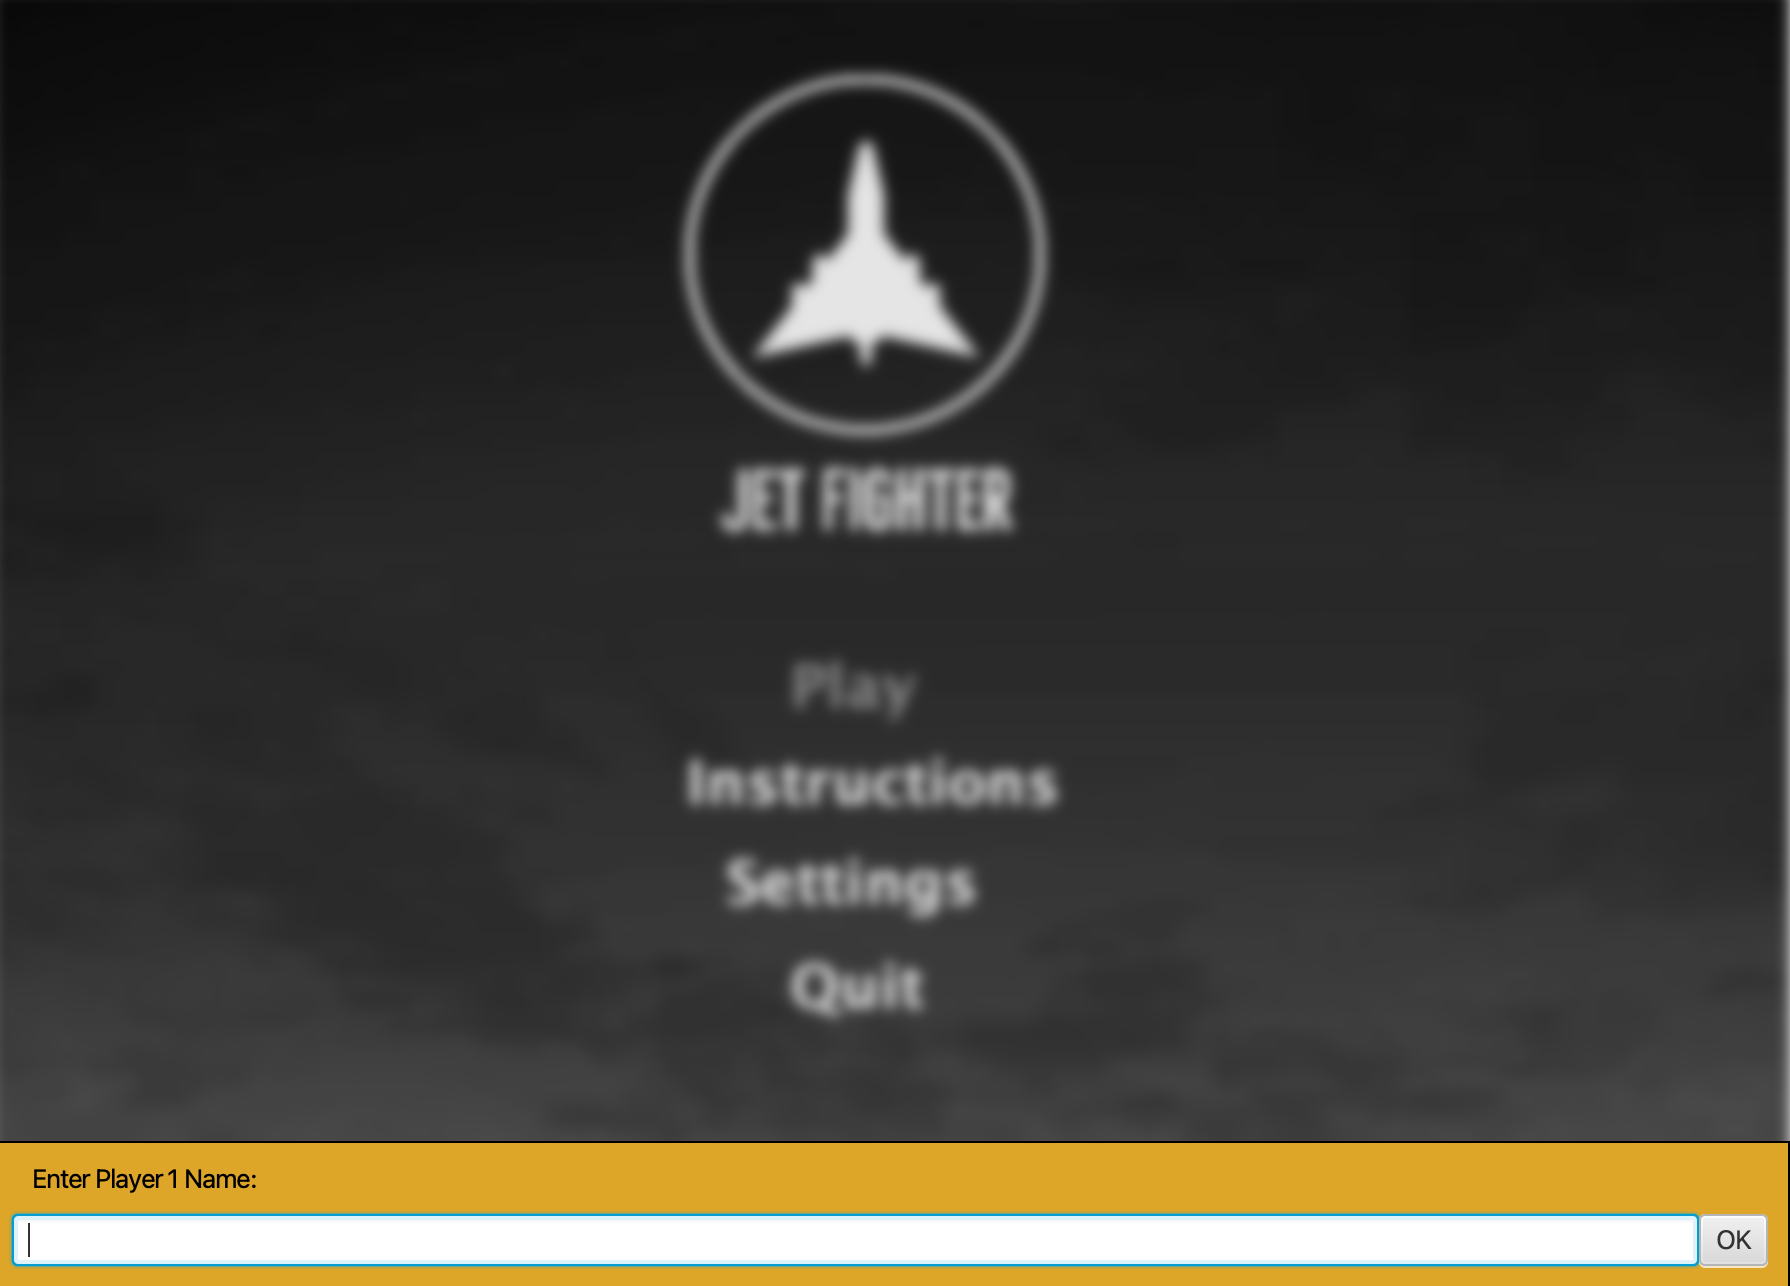 JET FIGHTER
Play
Instructions
Settings
Quit
Enter Player 1 Name:
OK